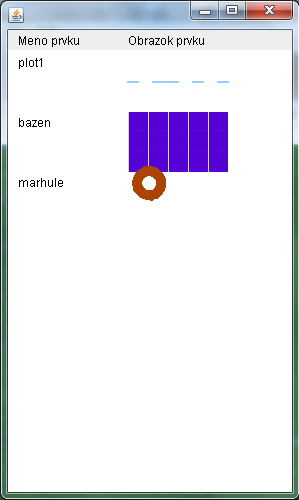 Meno prvku Obrazok prvku
plot1
bazen
marhule